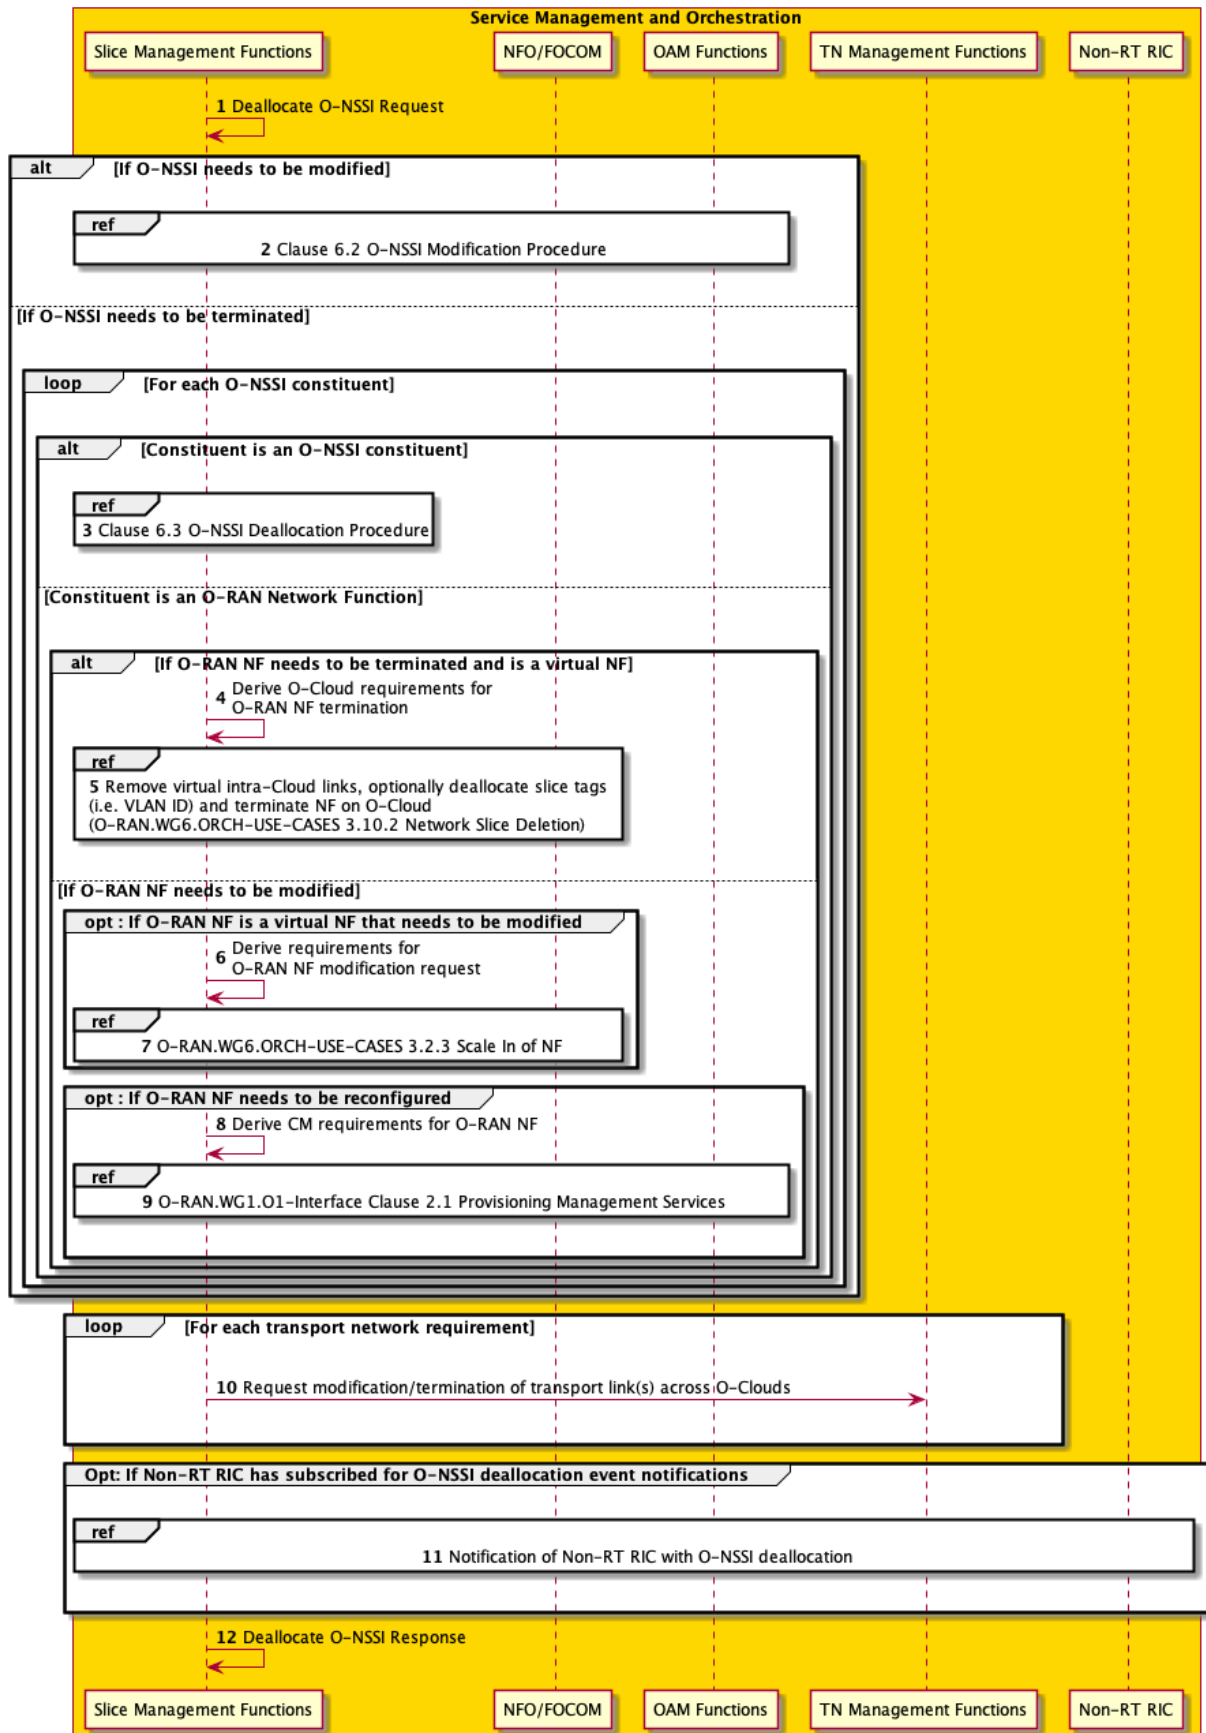 Service Management and Orchestration
Slice Management Functions
NFO/FOCOM
OAM Functions
TN Management Functions
Non-RT RIC
1 Deallocate O-NSSI Request
alt [If O-NSSI needs to be modified]
ref
2 Clause 6.2 O-NSSI Modification Procedure
[If O-NSSI needs to be terminated]
loop [For each O-NSSI constituent]
alt [Constituent is an O-NSSI constituent]
ref
3 Clause 6.3 O-NSSI Deallocation Procedure
[Constituent is an O-RAN Network Function]
alt [If O-RAN NF needs to be terminated and is a virtual NF]
4 Derive O-Cloud requirements for
O-RAN NF termination
ref
5 Remove virtual intra-Cloud links, optionally deallocate slice tags
(i.e. VLAN ID) and terminate NF on O-Cloud
(O-RAN.WG6.ORCH-USE-CASES 3.10.2 Network Slice Deletion)
[If O-RAN NF needs to be modified]
opt : If O-RAN NF is a virtual NF that needs to be modified
6 Derive requirements for
O-RAN NF modification request
ref
7 O-RAN.WG6.ORCH-USE-CASES 3.2.3 Scale In of NF
opt : If O-RAN NF needs to be reconfigured
8 Derive CM requirements for O-RAN NF
ref
9 O-RAN.WG1.O1-Interface Clause 2.1 Provisioning Management Services
loop [For each transport network requirement]
10 Request modification/termination of transport link(s) across O-Clouds
Opt: If Non-RT RIC has subscribed for O-NSSI deallocation event notifications
ref
11 Notification of Non-RT RIC with O-NSSI deallocation
12 Deallocate O-NSSI Response
Slice Management Functions
NFO/FOCOM
OAM Functions
TN Management Functions
Non-RT RIC